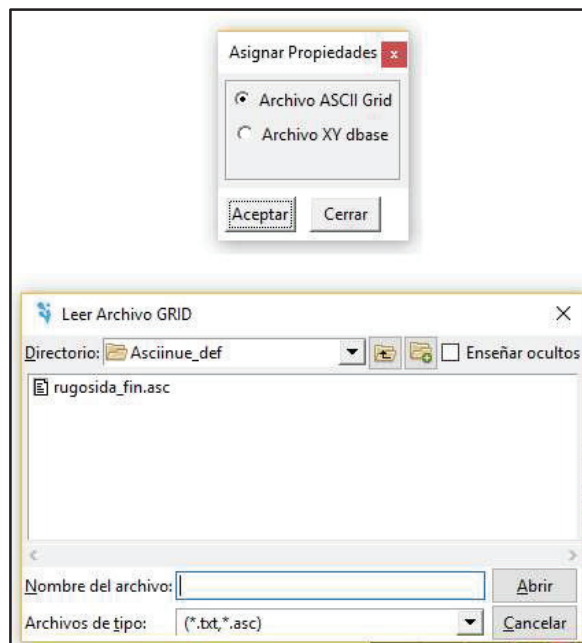 Asignar Propiedades x
Archivo ASCII Grid
Archivo XY dbase
Aceptar Cerrar
Leer Archivo GRID
Directorio: Asciinue_def Enseñar ocultos
rugosida_fin.asc
Nombre del archivo: Abrir
Archivos de tipo: (*.txt,*.asc) Cancelar